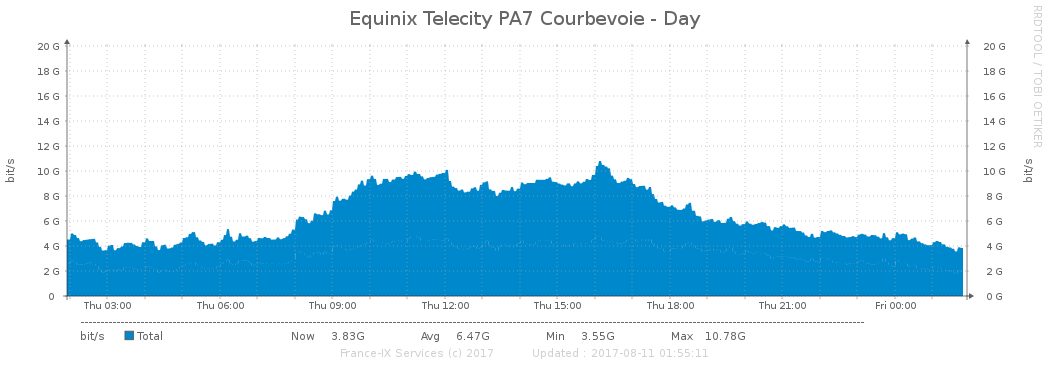 Equinix Telecity PA7 Courbevoie - Day
RRDTOOL / TOBI OETIKER
bit/s
bit/s
20 G 20 G
18 G 18 G
16 G 16 G
14 G 14 G
12 G 12 G
10 G 10 G
8 G 8 G
6 G 6 G
4 G 4 G
2 G 2 G
0 0 G
Thu 03:00 Thu 06:00 Thu 09:00 Thu 12:00 Thu 15:00 Thu 18:00 Thu 21:00 Fri 00:00
bit/s Total Now 3.83G Avg 6.47G Min 3.55G Max 10.78G
France-IX Services (c) 2017 Updated : 2017-08-11 01:55:11